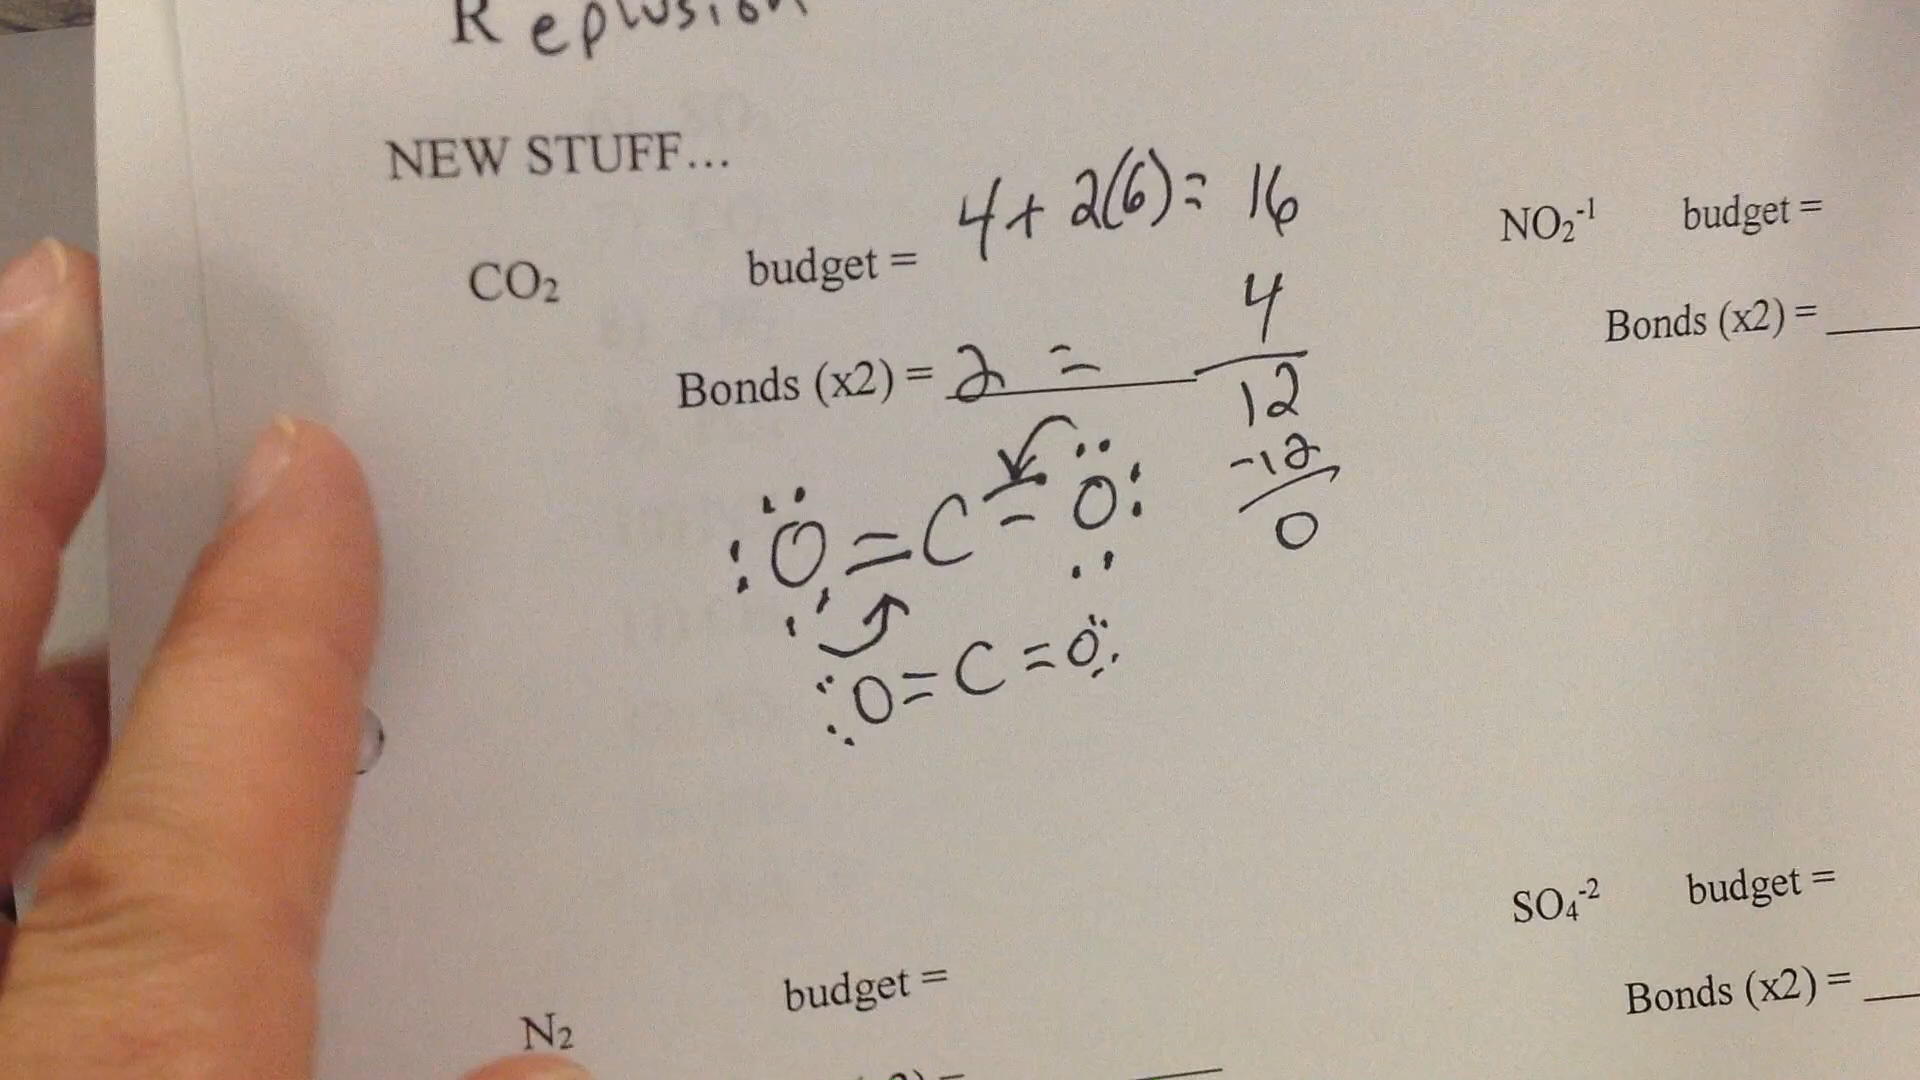 Replusion
NEW STUFF...
CO₂ budget = 4 + 2(6) = 16
Bonds (x2) = 2 = 4
12
-12
0
O = C = O
O = C = O
N₂ budget =
NO₂⁻¹ budget =
Bonds (x2) =
SO₄⁻² budget =
Bonds (x2) =